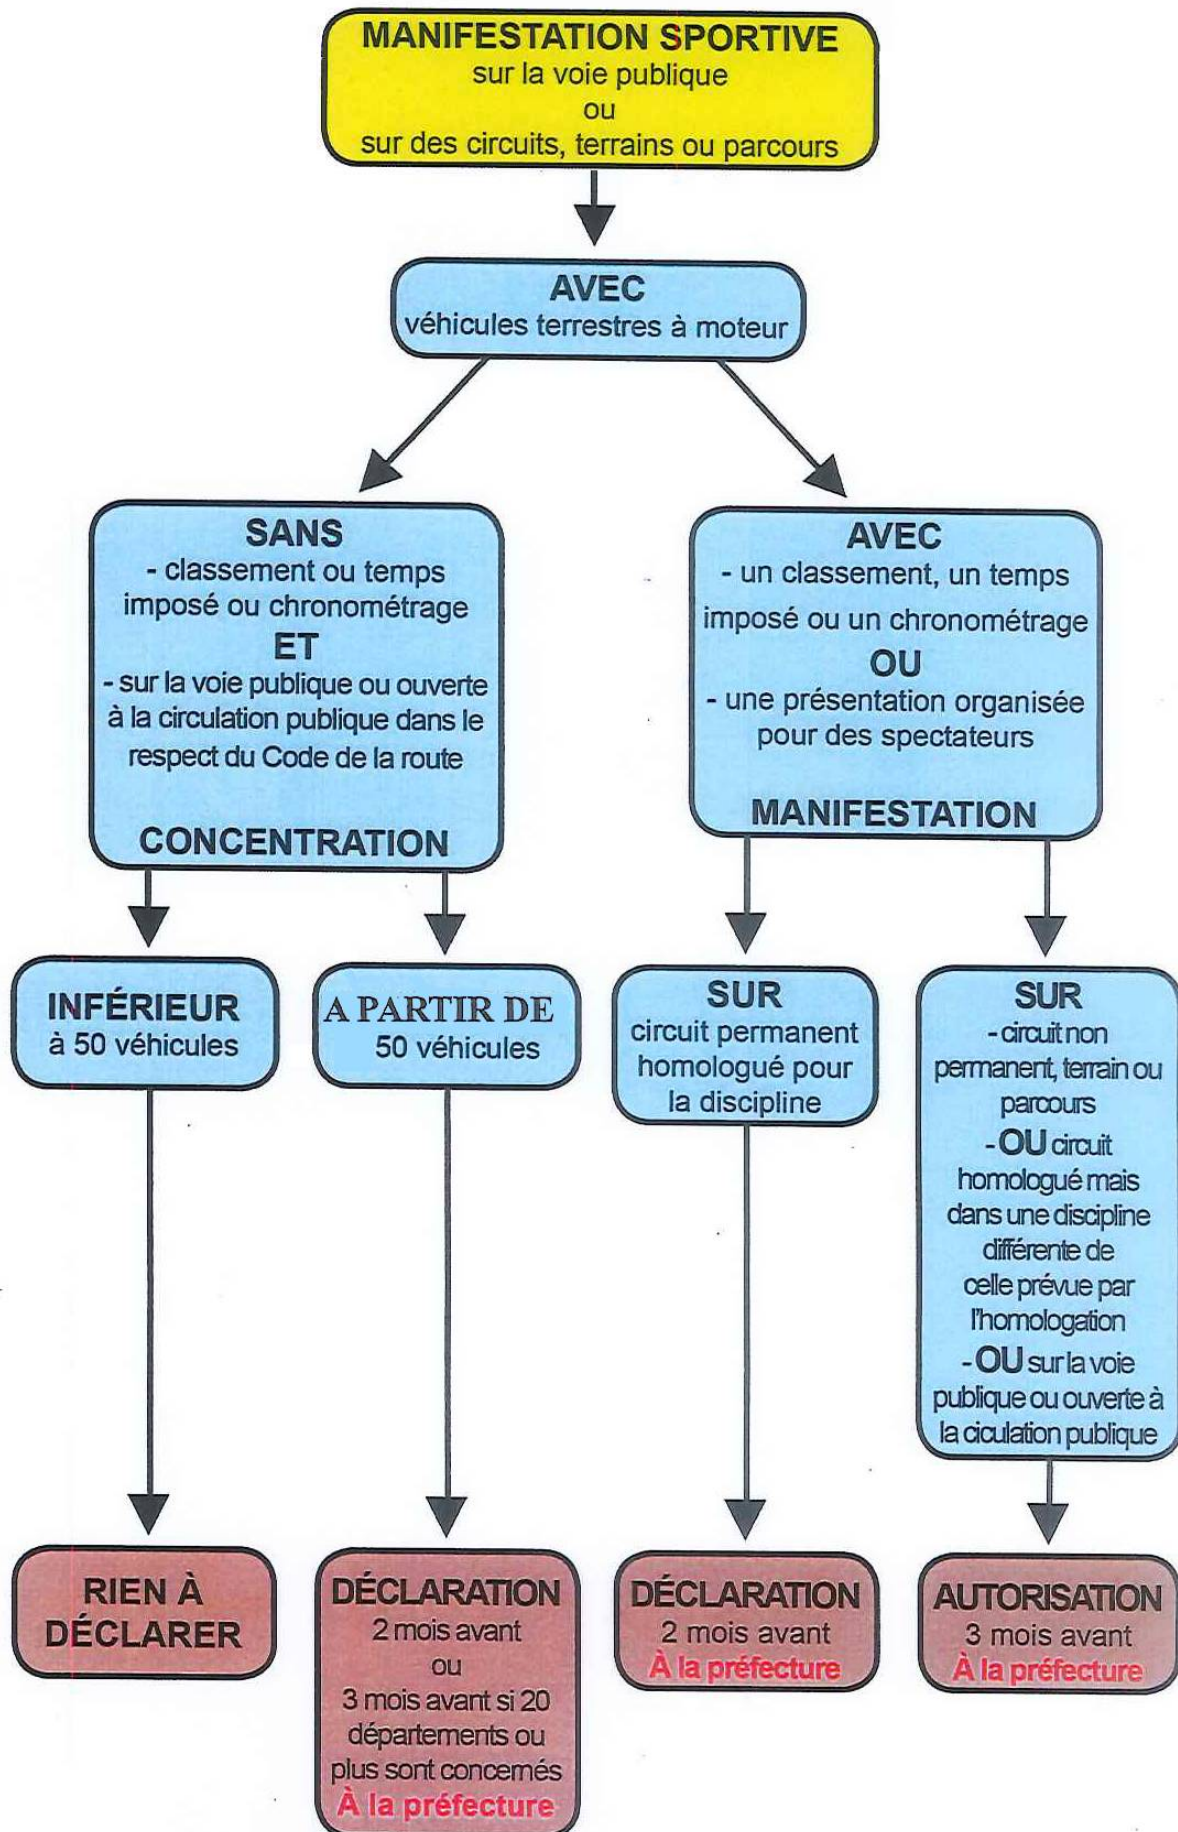 MANIFESTATION SPORTIVE
sur la voie publique
ou
sur des circuits, terrains ou parcours
AVEC
véhicules terrestres à moteur
SANS
- classement ou temps
imposé ou chronométrage
ET
- sur la voie publique ou ouverte
à la circulation publique dans le
respect du Code de la route
CONCENTRATION
AVEC
- un classement, un temps
imposé ou un chronométrage
OU
- une présentation organisée
pour des spectateurs
MANIFESTATION
INFÉRIEUR
à 50 véhicules
A PARTIR DE
50 véhicules
SUR
circuit permanent
homologué pour
la discipline
SUR
- circuit non
permanent, terrain ou
parcours
- OU circuit
homologué mais
dans une discipline
différente de
celle prévue par
l'homologation
- OU sur la voie
publique ou ouverte à
la ciculation publique
RIEN À
DÉCLARER
DÉCLARATION
2 mois avant
ou
3 mois avant si 20
départements ou
plus sont concernés
À la préfecture
DÉCLARATION
2 mois avant
À la préfecture
AUTORISATION
3 mois avant
À la préfecture